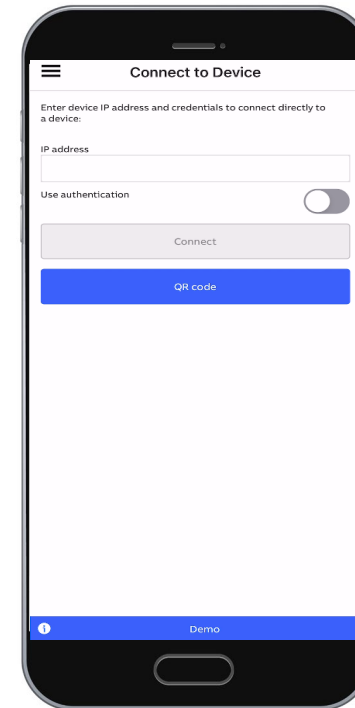 Connect to Device
Enter device IP address and credentials to connect directly to
a device:
IP address
Use authentication
Connect
QR code
Demo